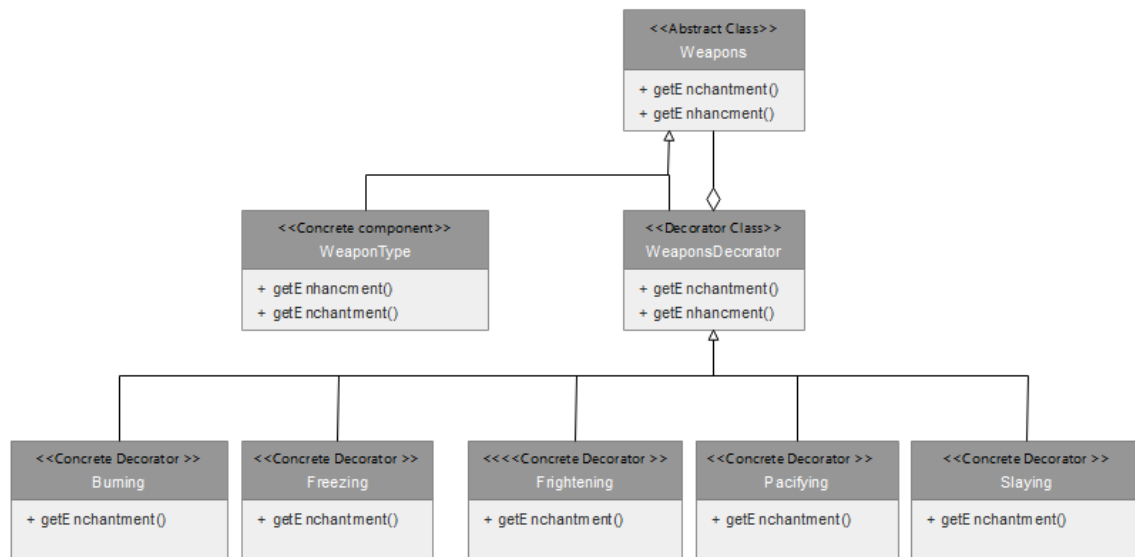 <<Abstract Class>>
Weapons
+ getEnchantment()
+ getEnhancment()
<<Concrete component>>
WeaponType
+ getEnhancment()
+ getEnchantment()
<<Decorator Class>>
WeaponsDecorator
+ getEnchantment()
+ getEnhancment()
<<Concrete Decorator >>
Burning
+ getEnchantment()
<<Concrete Decorator >>
Freezing
+ getEnchantment()
<<<<Concrete Decorator >>
Frightening
+ getEnchantment()
<<Concrete Decorator >>
Pacifying
+ getEnchantment()
<<Concrete Decorator >>
Slaying
+ getEnchantment()